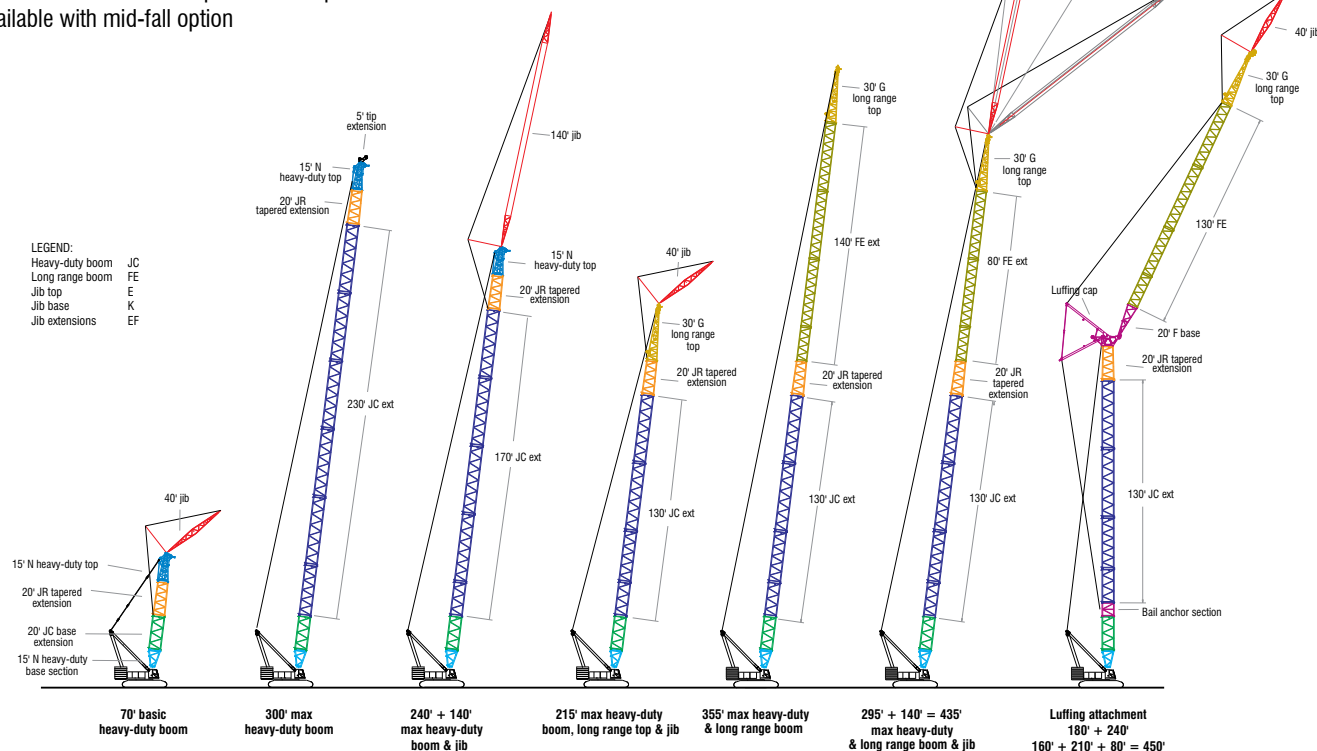 available with mid-fall option
LEGEND:
Heavy-duty boom JC
Long range boom FE
Jib top E
Jib base K
Jib extensions EF
40' jib
15' N heavy-duty top
20' JR tapered
extension
20' JC base
extension
15' N heavy-duty
base section
70' basic
heavy-duty boom
5' tip
extension
15' N
heavy-duty top
20' JR
tapered extension
230' JC ext
300' max
heavy-duty boom
140' jib
15' N
heavy-duty top
20' JR tapered
extension
170' JC ext
240' + 140'
max heavy-duty
boom & jib
40' jib
30' G
long range
top
20' JR tapered
extension
130' JC ext
215' max heavy-duty
boom, long range top & jib
30' G
long range
top
140' FE ext
20' JR tapered
extension
130' JC ext
355' max heavy-duty
& long range boom
30' G
long range
top
80' FE ext
20' JR
tapered
extension
130' JC ext
295' + 140' = 435'
max heavy-duty
& long range boom & jib
40' jib
30' G
long range
top
130' FE
Luffing cap
20' F base
20' JR tapered
extension
130' JC ext
Bail anchor section
Luffing attachment
180' + 240'
160' + 210' + 80' = 450'